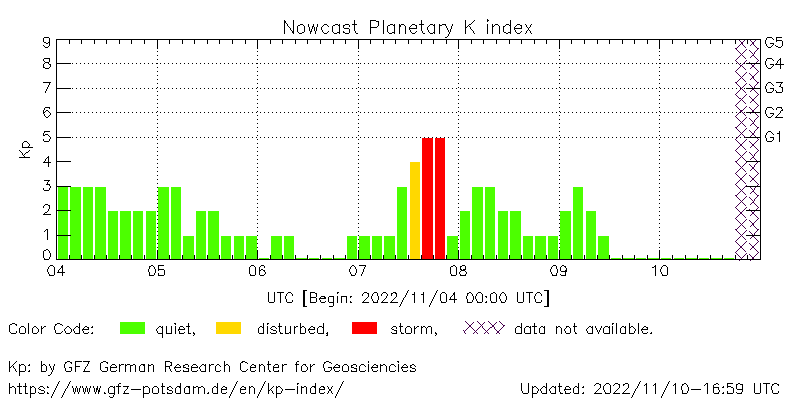 Nowcast Planetary K index
9 G5
8 G4
7 G3
6 G2
5 G1
4
3
2
1
0
Kp
04 05 06 07 08 09 10
UTC [Begin: 2022/11/04 00:00 UTC]
Color Code: quiet, disturbed, storm, data not available.
Kp: by GFZ German Research Center for Geosciencies
https://www.gfz-potsdam.de/en/kp-index/ Updated: 2022/11/10-16:59 UTC